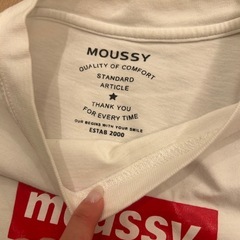 MOUSSY
QUALITY OF COMFORT
STANDARD
ARTICLE
★
THANK YOU
FOR EVERY TIME
OUR BEGINS WITH YOUR SMILE
ESTAB 2000
moussy